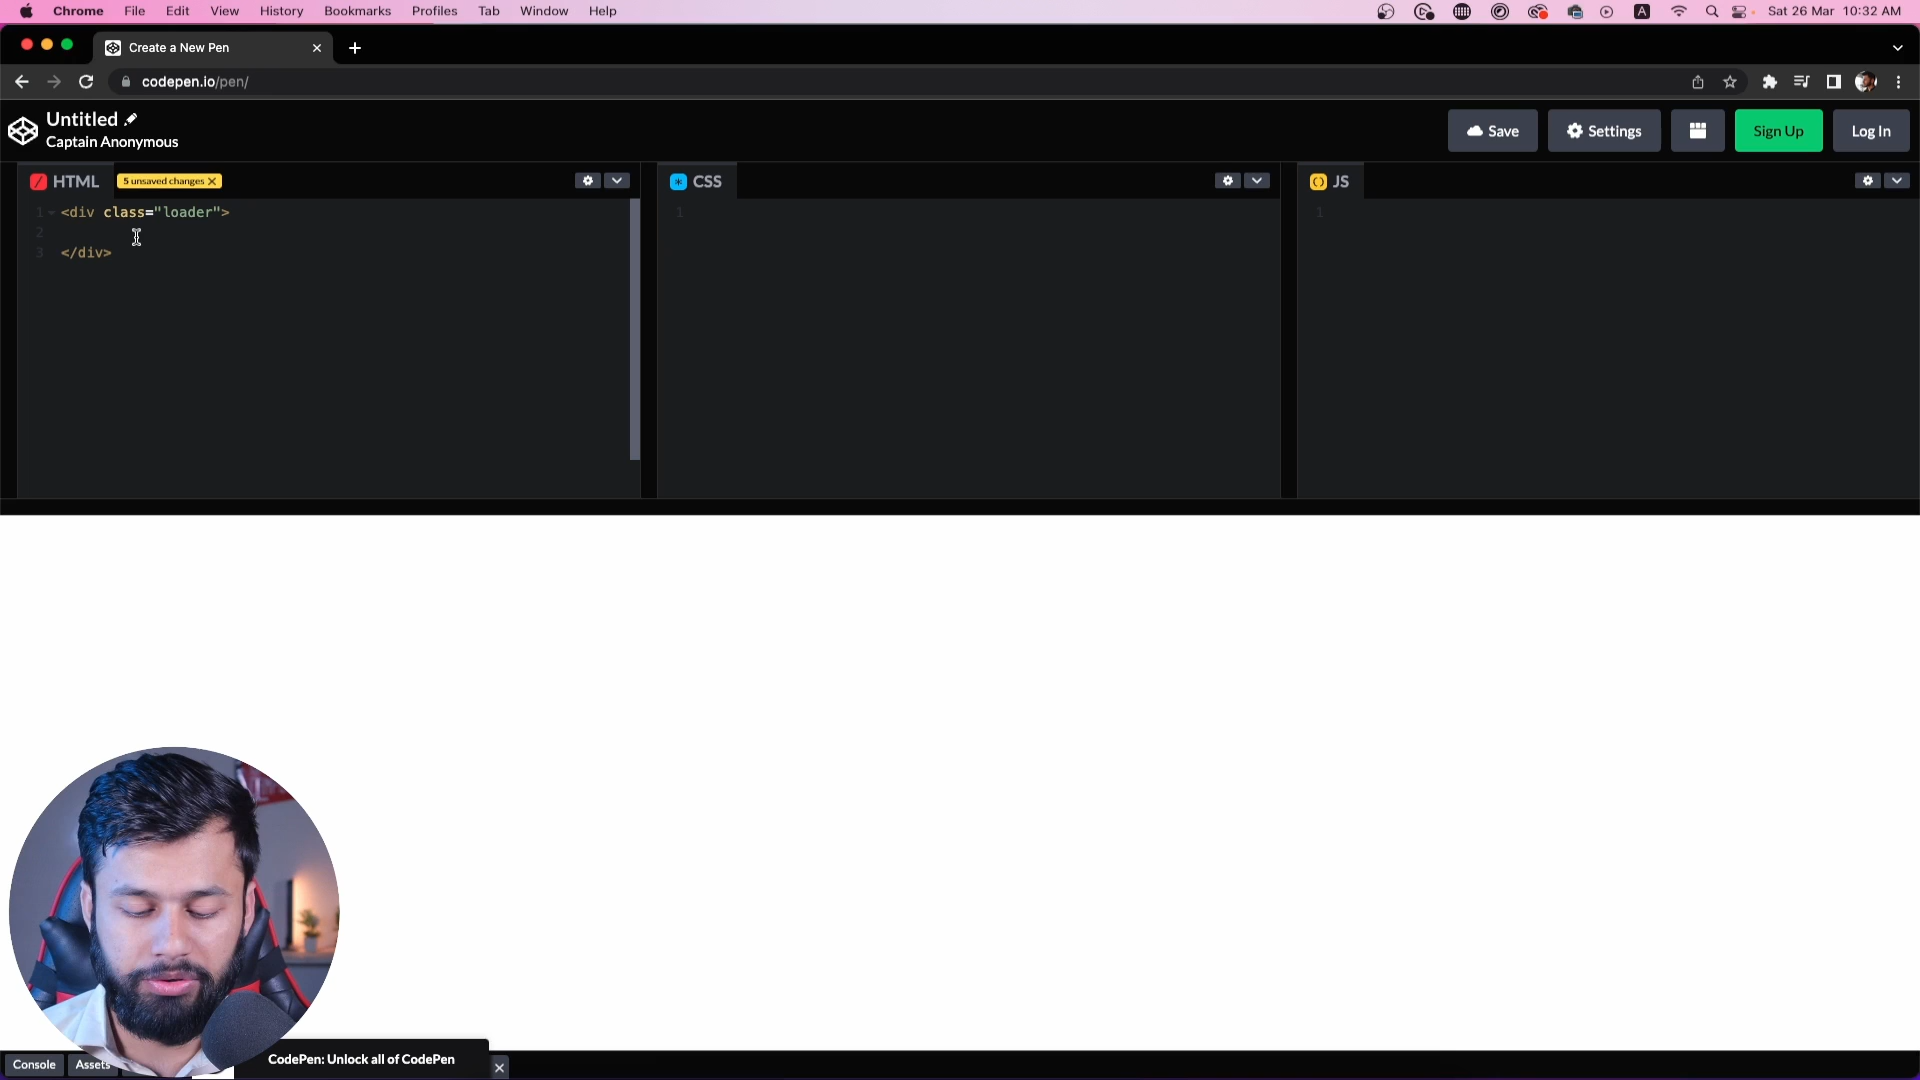 Chrome File Edit View History Bookmarks Profiles Tab Window Help A Sat 26 Mar 10:32 AM
Create a New Pen
codepen.io/pen/
Untitled
Captain Anonymous
Save Settings Sign Up Log In
HTML 5 unsaved changes
CSS
JS
1 <div class="loader">
2
3 </div>
1
1
Console Assets
CodePen: Unlock all of CodePen